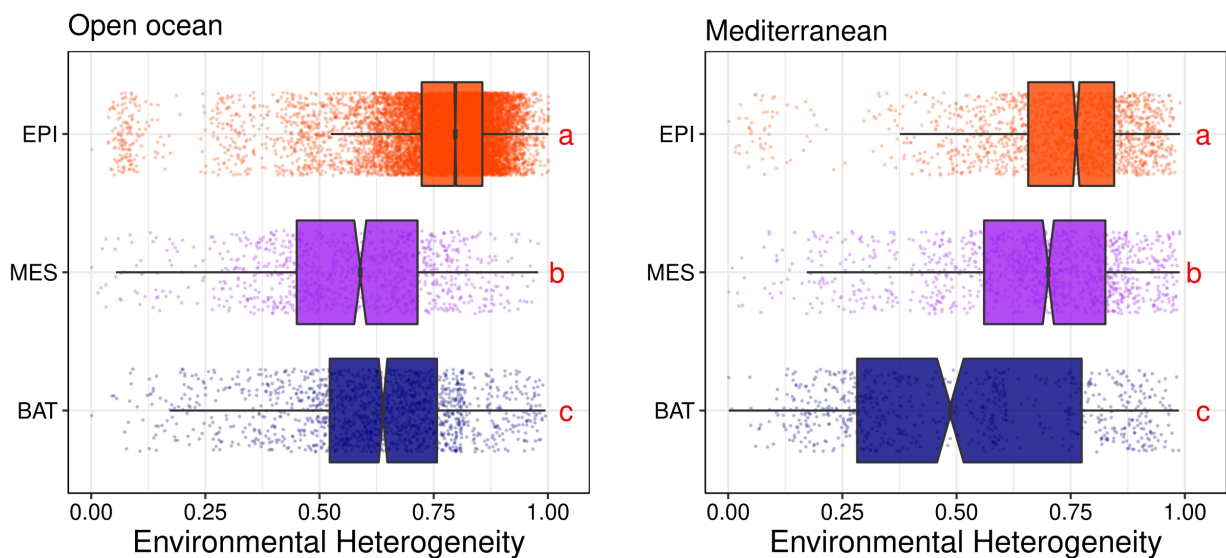 Open ocean
EPI
a
MES
b
BAT
c
0.00 0.25 0.50 0.75 1.00
Environmental Heterogeneity
Mediterranean
EPI
a
MES
b
BAT
c
0.00 0.25 0.50 0.75 1.00
Environmental Heterogeneity